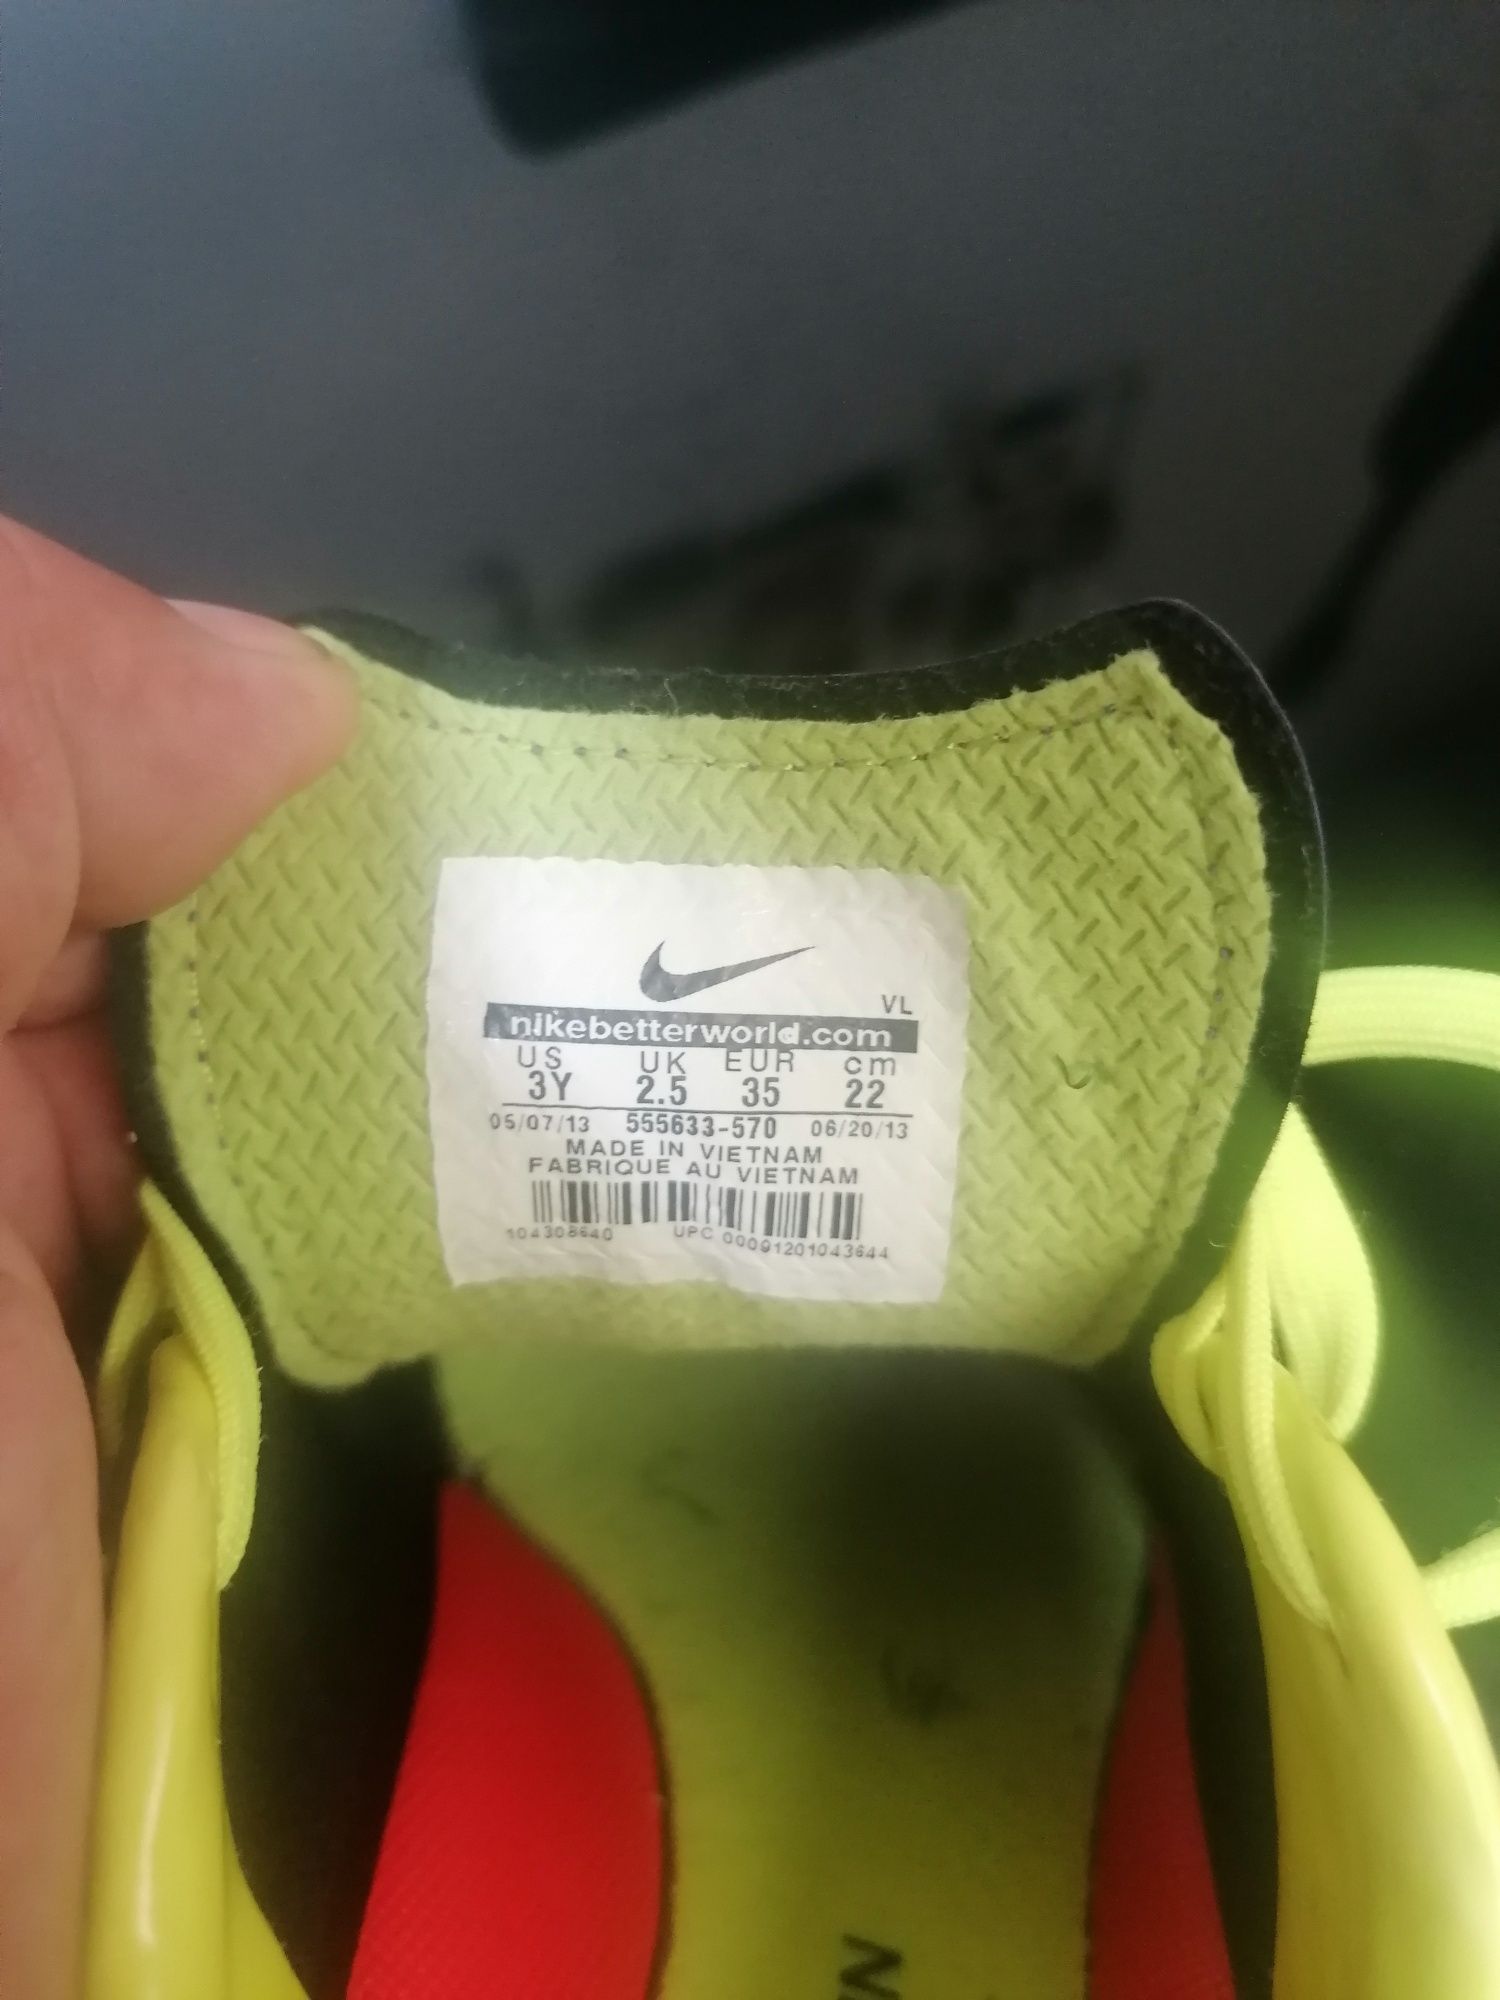 VL
nikebetterworld.com
US UK EUR cm
3Y 2.5 35 22
05/07/13 555633-570 06/20/13
MADE IN VIETNAM
FABRIQUE AU VIETNAM
104308640 UPC 00091201043644